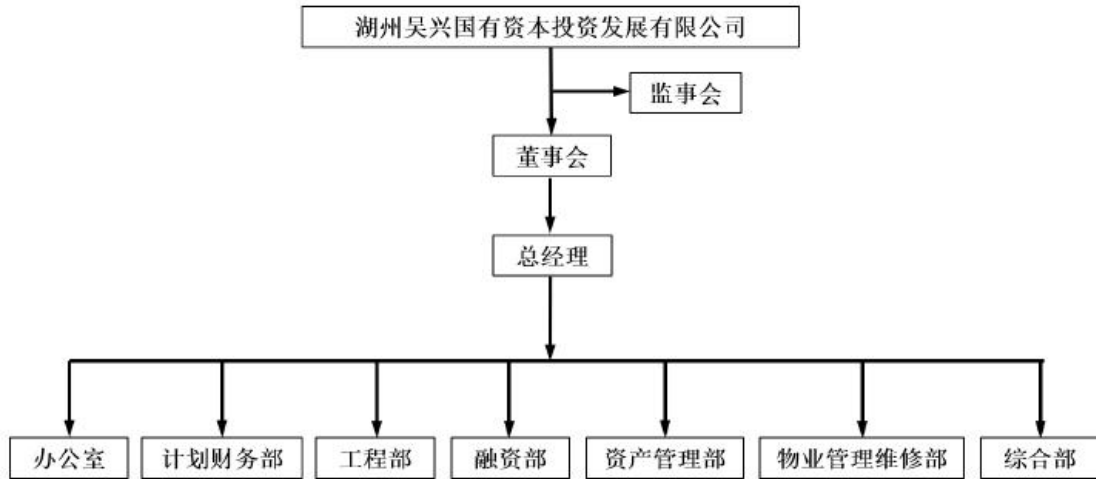 湖州吴兴国有资本投资发展有限公司
监事会
董事会
总经理
办公室
计划财务部
工程部
融资部
资产管理部
物业管理维修部
综合部